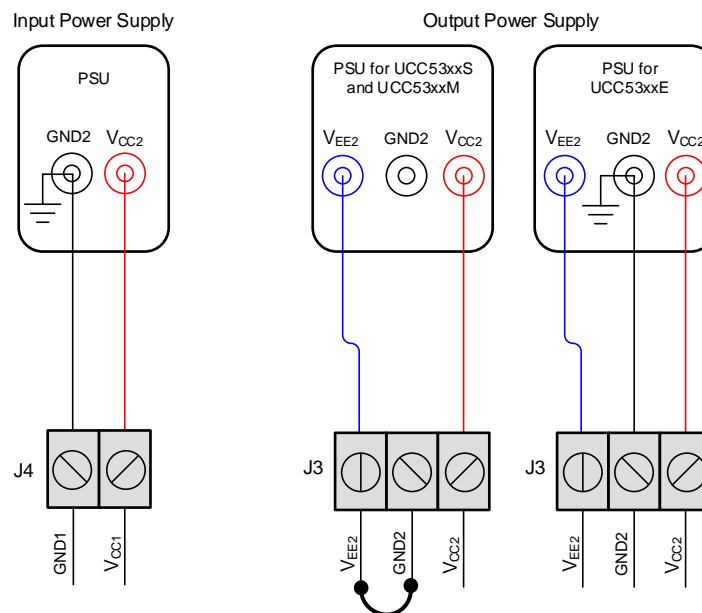 Input Power Supply
Output Power Supply
PSU
GND2 VCC2
PSU for UCC53xxS
and UCC53xxM
VEE2 GND2 VCC2
PSU for
UCC53xxE
VEE2 GND2 VCC2
J4
J3
J3
GND1
VCC1
VEE2
GND2
VCC2
VEE2
GND2
VCC2